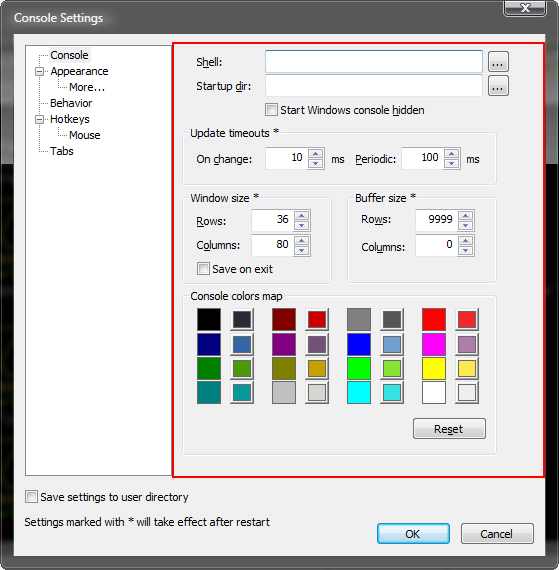 Console Settings
Console
Appearance
More...
Behavior
Hotkeys
Mouse
Tabs
Shell:
...
Startup dir:
...
Start Windows console hidden
Update timeouts *
On change: 10 ms Periodic: 100 ms
Window size *
Rows: 36
Columns: 80
Save on exit
Buffer size *
Rows: 9999
Columns: 0
Console colors map
Reset
Save settings to user directory
Settings marked with * will take effect after restart
OK
Cancel